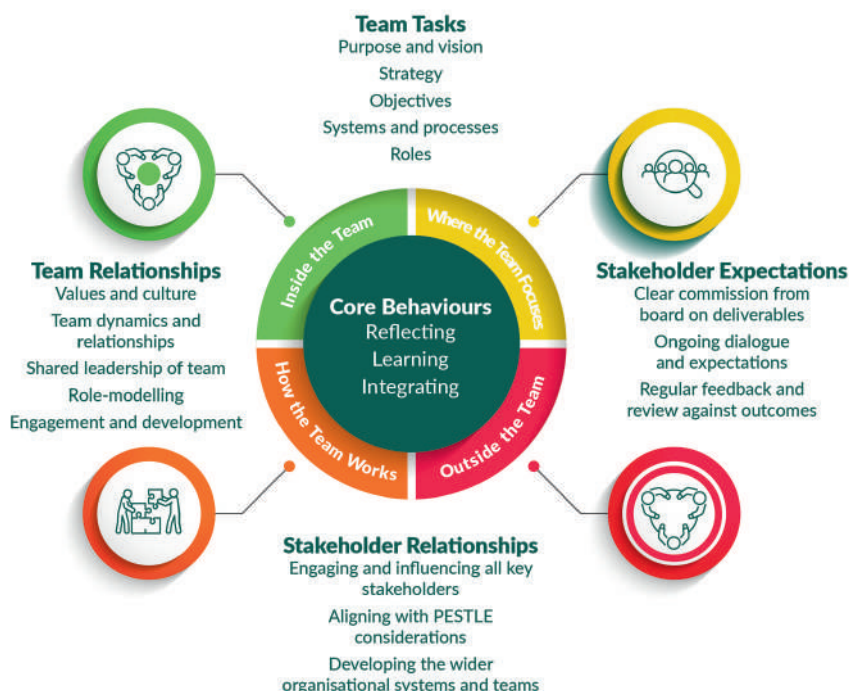 Team Tasks
Purpose and vision
Strategy
Objectives
Systems and processes
Roles
Inside the Team
Where the Team Focuses
Team Relationships
Values and culture
Team dynamics and
relationships
Shared leadership of team
Role-modelling
Engagement and development
Core Behaviours
Reflecting
Learning
Integrating
Stakeholder Expectations
Clear commission from
board on deliverables
Ongoing dialogue
and expectations
Regular feedback and
review against outcomes
How the Team Works
Outside the Team
Stakeholder Relationships
Engaging and influencing all key
stakeholders
Aligning with PESTLE
considerations
Developing the wider
organisational systems and teams